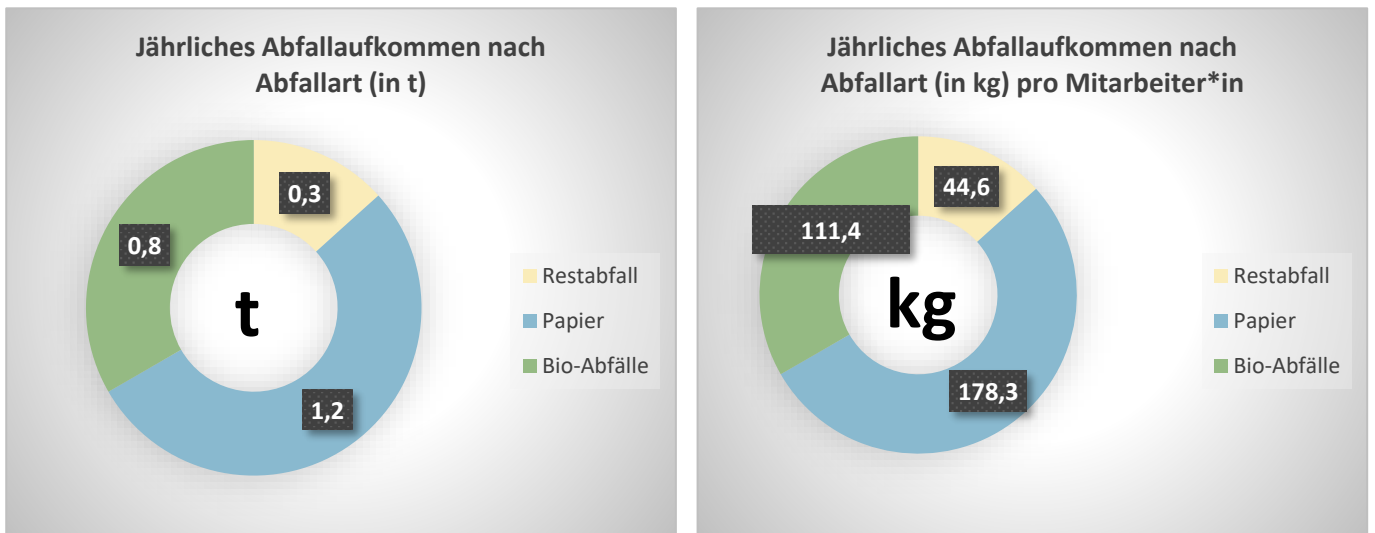 Jährliches Abfallaufkommen nach
Abfallart (in t)
0,3
0,8
t
1,2
Restabfall
Papier
Bio-Abfälle
Jährliches Abfallaufkommen nach
Abfallart (in kg) pro Mitarbeiter*in
44,6
111,4
kg
178,3
Restabfall
Papier
Bio-Abfälle